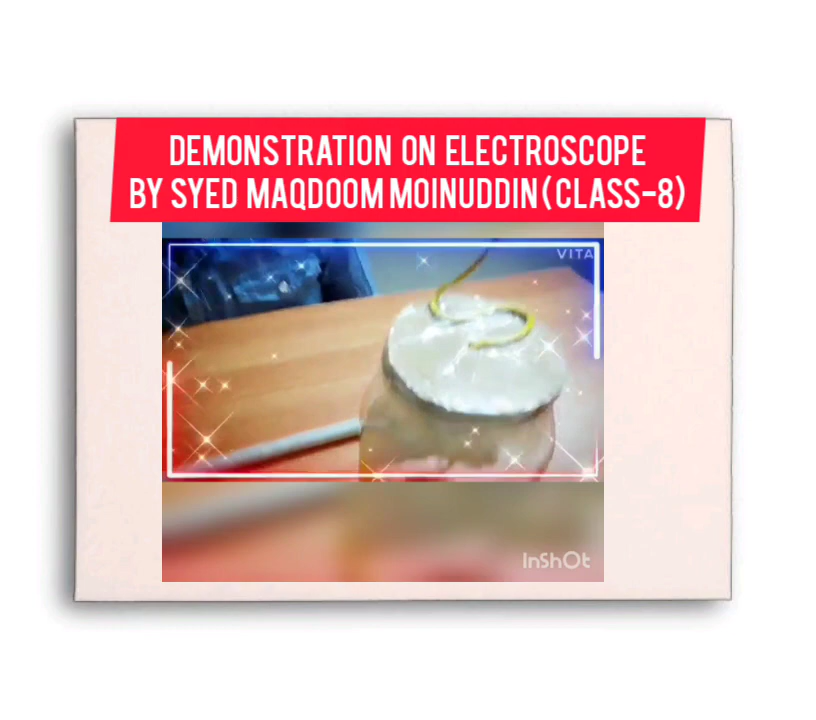 DEMONSTRATION ON ELECTROSCOPE
BY SYED MAQDOOM MOINUDDIN (CLASS-8)
VITA
InShOt